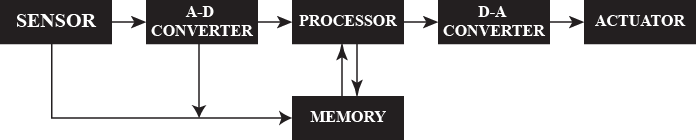 SENSOR
A-D
CONVERTER
PROCESSOR
D-A
CONVERTER
ACTUATOR
MEMORY